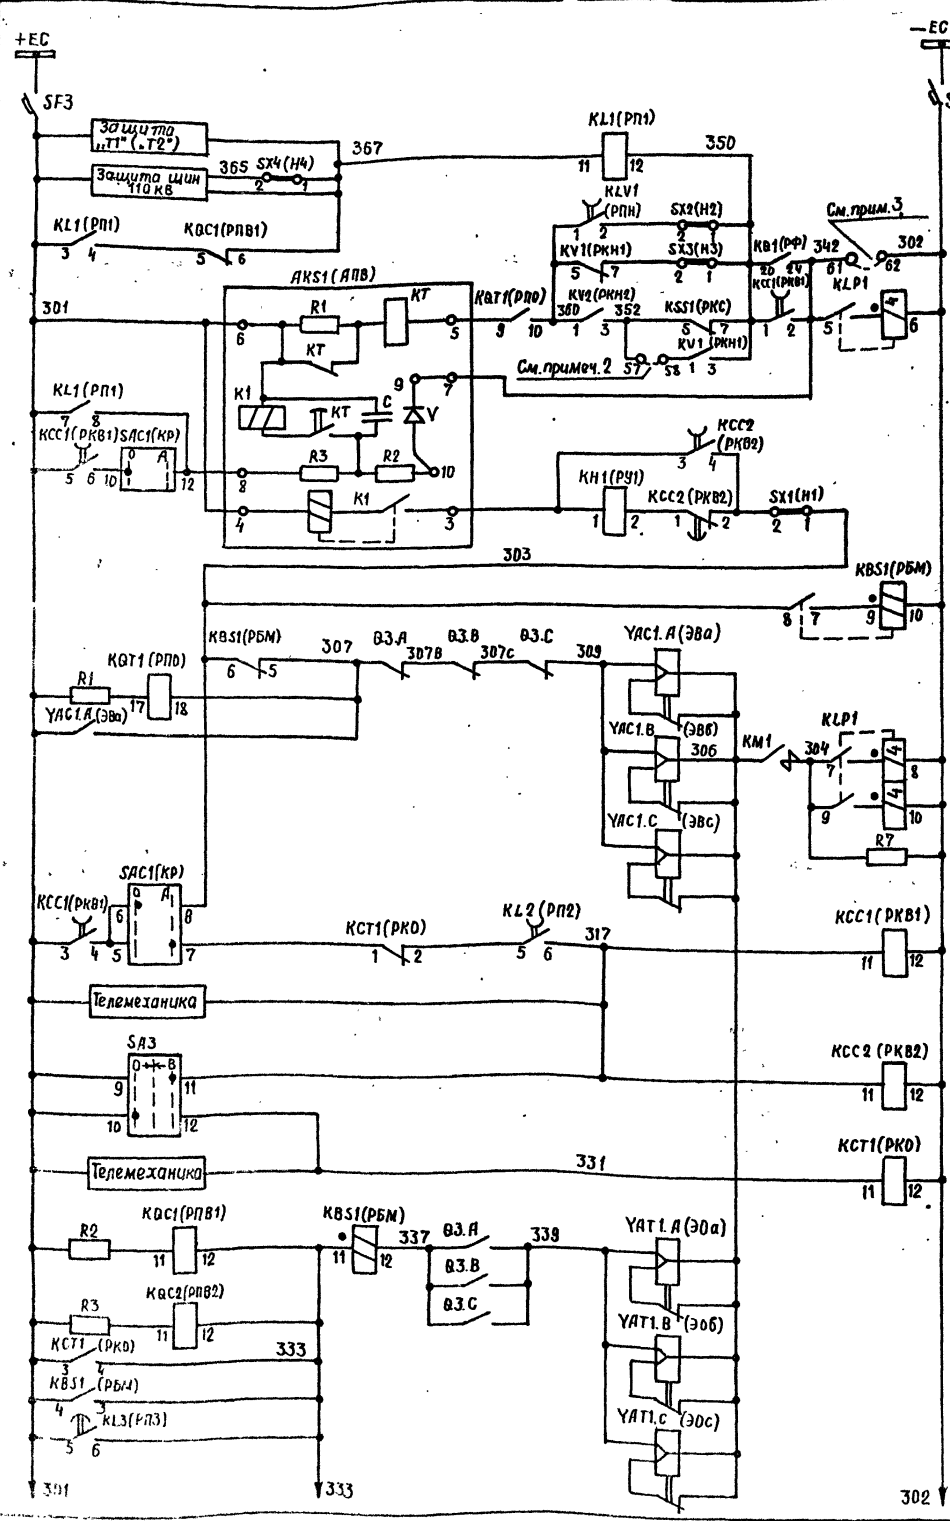 +ЕС
−ЕС
SF3
S
Защита
„Т1" („Т2")
Защита шин
110 кв
365
SX4(Н4)
2 1
367
KL1(РП1)
11 12
350
KL1(РП1)
3 4
KQC1(РПВ1)
5 6
KLV1
(РПН)
1 2
SX2(Н2)
2 1
KV1(РКН1)
5 7
SX3(Н3)
2 1
KB1(РФ)
20 24
342
См. прим. 3
302
61 62
KCC1(РКВ1)
1 2
KLP1
5 4 6
AKS1(АПВ)
301
6
R1
KT
5
KQT1(РПО)
9 10
360
KV2(РКН2)
1 3
352
KSS1(РКС)
5 7
KV1(РКН1)
1 3
57 58
См. примеч. 2
KT
9 7
K1
KT
C
V
KL1(РП1)
7 8
KCC1(РКВ1)
5 6
SAC1(КР)
O A
10 12
8
R3
R2
10
4
K1
3
KCC2
(РКВ2)
3 4
KH1(РУ1)
1 2
KCC2(РКВ2)
1 2
SX1(Н1)
2 1
303
KBS1(РБМ)
8 7 9 10
KBS1(РБМ)
6 5
307
Q3.A
307В
Q3.B
307С
Q3.C
309
YAC1.A(ЭВа)
KQT1(РПО)
R1
17 18
YAC1.A(ЭВа)
YAC1.B
(ЭВб)
306
KM1
304
KLP1
7 4 8
9 4 10
R7
YAC1.C
(ЭВс)
SAC1(КР)
O A
KCC1(РКВ1)
3 4
6 8
5 7
KCT1(РКО)
1 2
KL2(РП2)
5 6
317
KCC1(РКВ1)
11 12
Телемеханика
SA3
O B
9 11
10 12
KCC2(РКВ2)
11 12
KCT1(РКО)
11 12
Телемеханика
331
R2
KQC1(РПВ1)
11 12
KBS1(РБМ)
11 12
337
Q3.A
339
YAT1.A(ЭОа)
Q3.B
Q3.C
R3
KQC2(РПВ2)
11 12
YAT1.B
(ЭОб)
KCT1
(РКО)
3 4
333
KBS1
(РБМ)
4 3
KL3(РПЗ)
5 6
YAT1.C
(ЭОс)
301
333
302